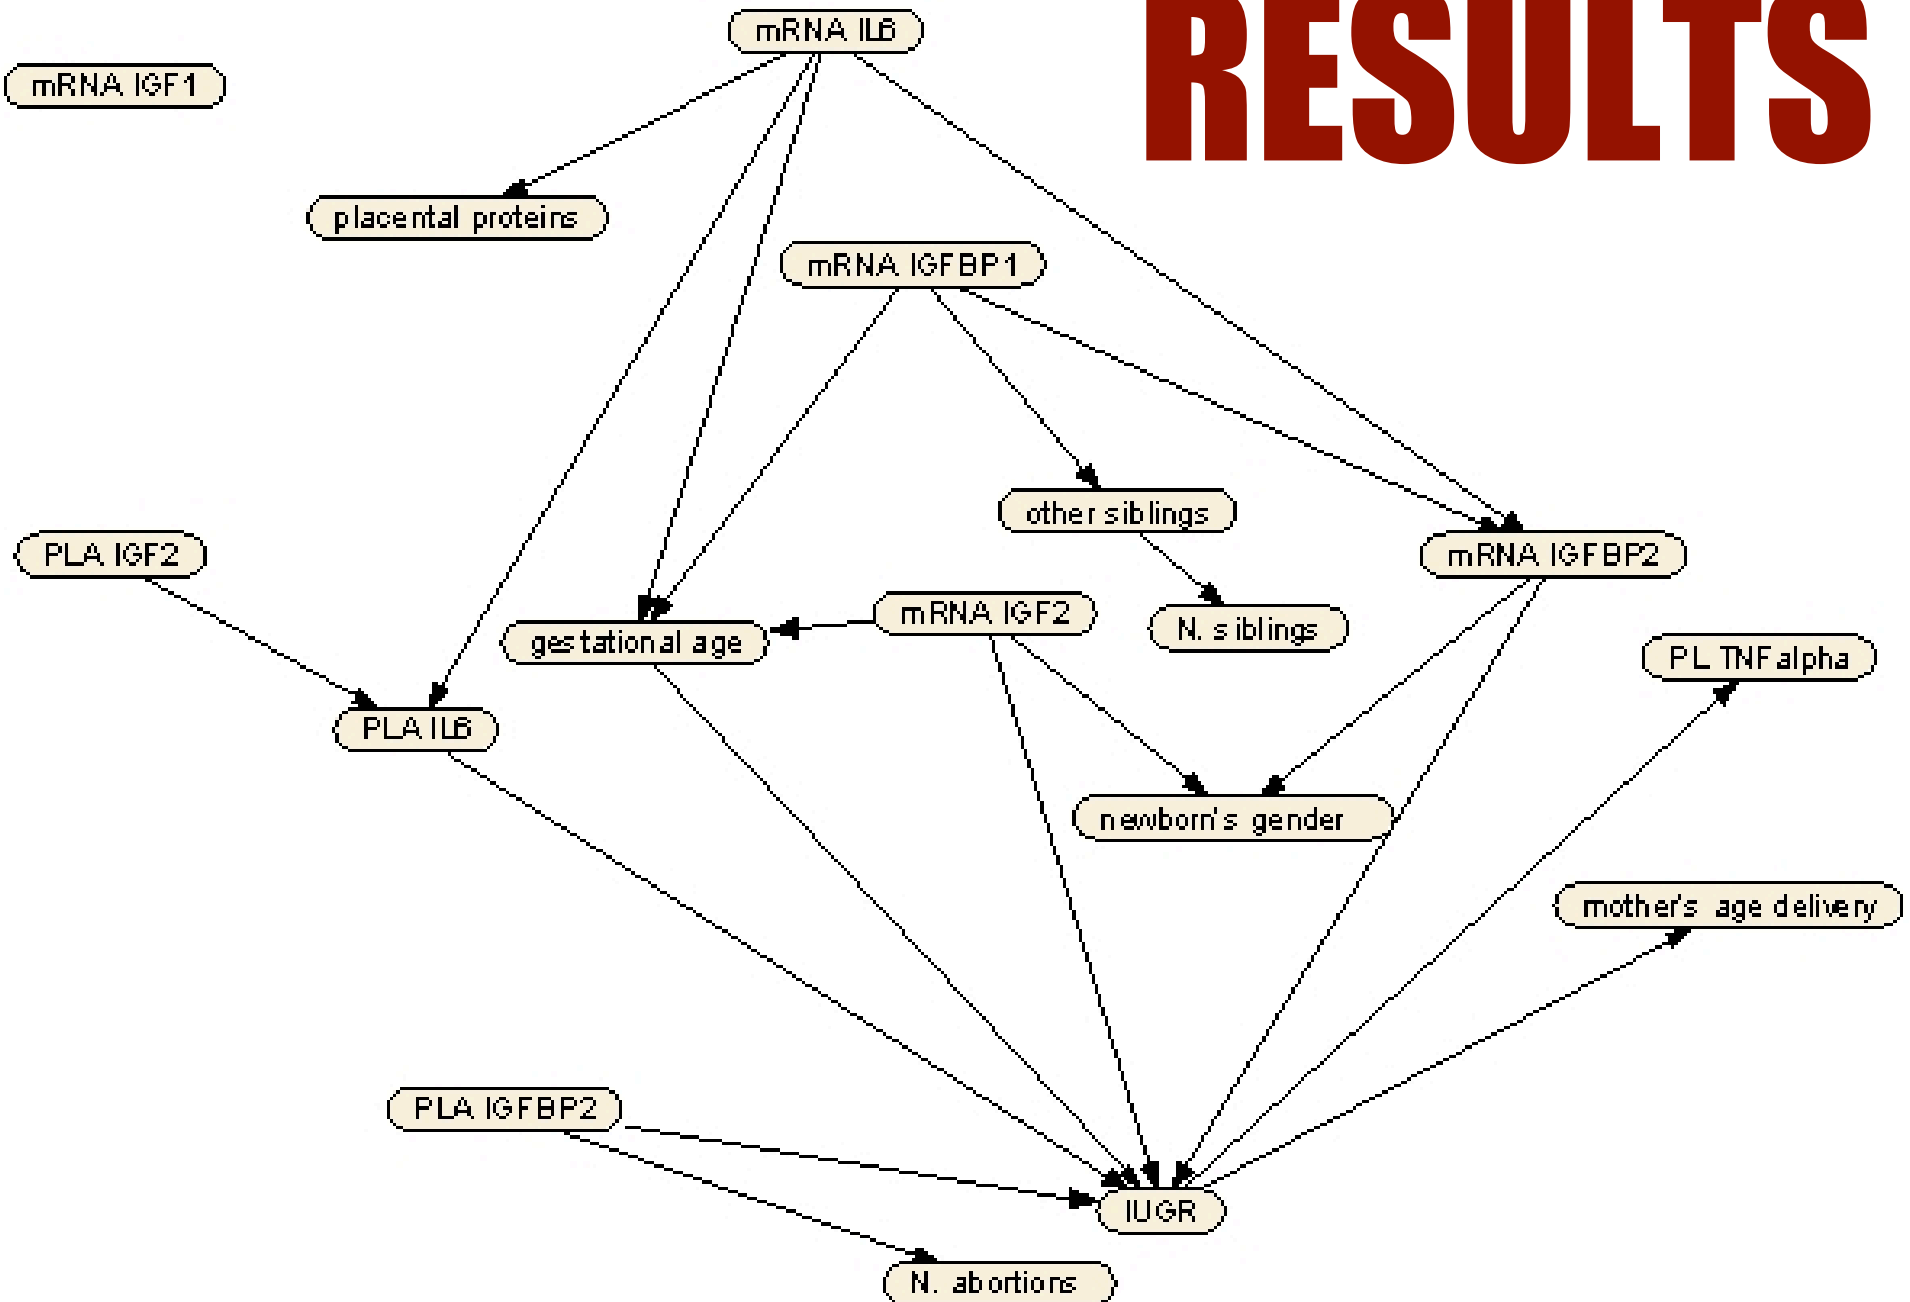 RESULTS
mRNA IL6
mRNA IGF1
placental proteins
mRNA IGFBP1
other siblings
PLA IGF2
mRNA IGFBP2
mRNA IGF2
N. siblings
gestational age
PL TNFalpha
PLA IL6
newborn's gender
mother's age delivery
PLA IGFBP2
IUGR
N. abortions